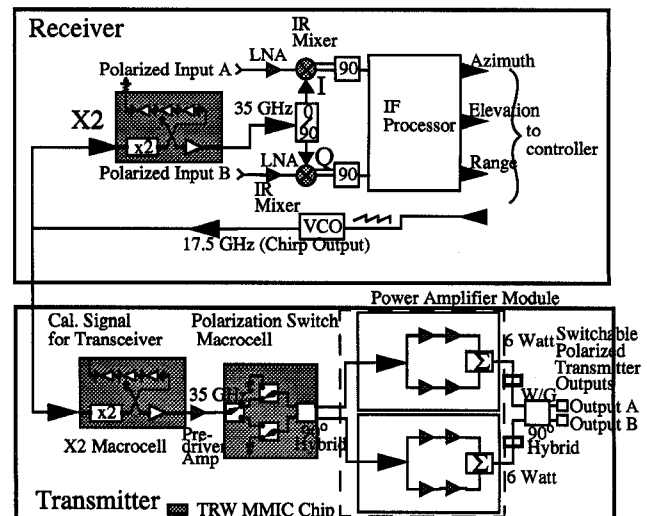 Receiver
IR
Mixer
LNA
Polarized Input A
90
Azimuth
I
X2
35 GHz
0
90
IF
Processor
Elevation
to
controller
x2
Polarized Input B
LNA
Q
90
Range
IR
Mixer
VCO
17.5 GHz (Chirp Output)
Power Amplifier Module
Cal. Signal
for Transceiver
Polarization Switch
Macrocell
6 Watt
Switchable
Polarized
Transmitter
Outputs
Σ
35 GHz
x2
W/G
Output A
Output B
X2 Macrocell
Pre-
driver
Amp
90°
Hybrid
90°
Hybrid
Σ
6 Watt
Transmitter
TRW MMIC Chip